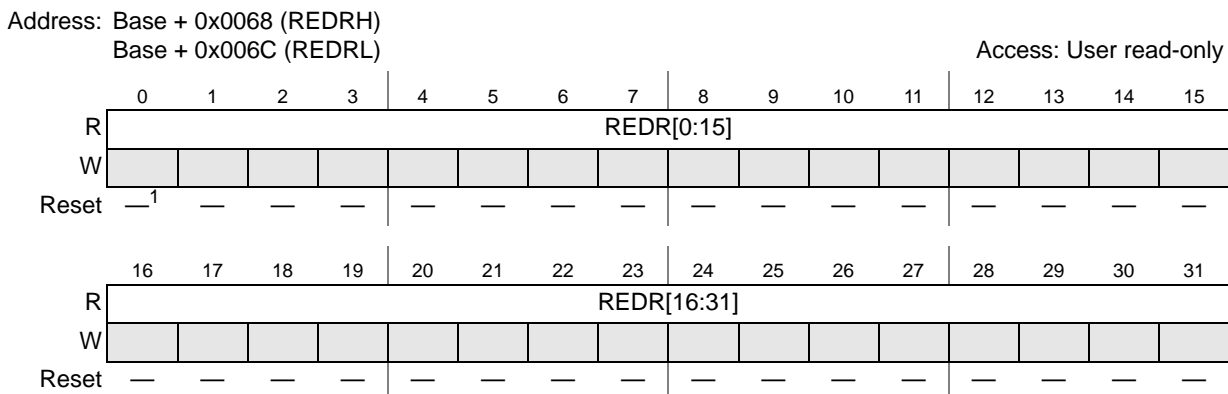 Address: Base + 0x0068 (REDRH)
Base + 0x006C (REDRL) Access: User read-only
0 1 2 3 4 5 6 7 8 9 10 11 12 13 14 15
R REDR[0:15]
W
Reset —1 — — — — — — — — — — — — — — —
16 17 18 19 20 21 22 23 24 25 26 27 28 29 30 31
R REDR[16:31]
W
Reset — — — — — — — — — — — — — — — —